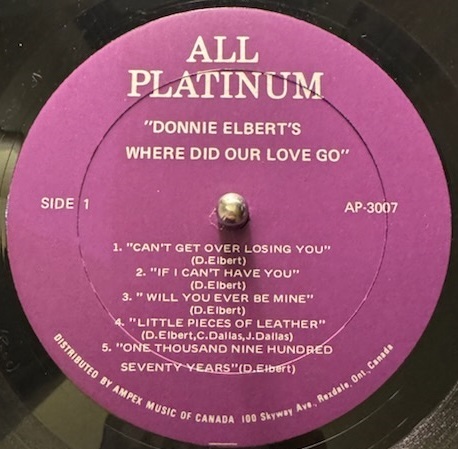 ALL
PLATINUM
"DONNIE ELBERT'S
WHERE DID OUR LOVE GO"
SIDE 1
AP-3007
1. "CAN'T GET OVER LOSING YOU"
(D.Elbert)
2. "IF I CAN'T HAVE YOU"
(D.Elbert)
3. " WILL YOU EVER BE MINE"
(D.Elbert)
4. "LITTLE PIECES OF LEATHER"
(D.Elbert,C.Dallas,J.Dallas)
5. "ONE THOUSAND NINE HUNDRED
SEVENTY YEARS"(D.Elbert)
DISTRIBUTED BY AMPEX MUSIC OF CANADA 100 Skyway Ave., Rexdale, Ont., Canada